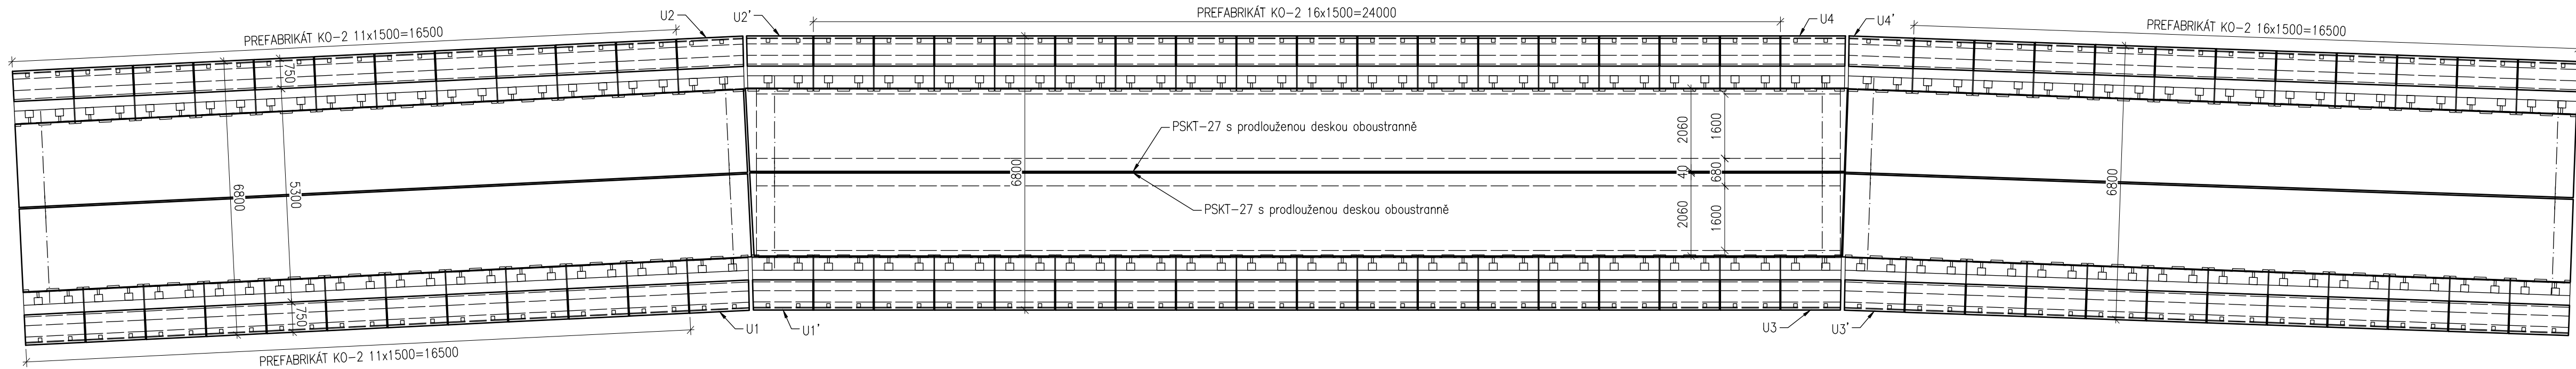 PREFABRIKÁT KO-2 11x1500=16500
U2
U2'
PREFABRIKÁT KO-2 16x1500=24000
U4
U4'
PREFABRIKÁT KO-2 16x1500=16500
750
6800
5300
750
6800
PSKT-27 s prodlouženou deskou oboustranně
PSKT-27 s prodlouženou deskou oboustranně
2060
1600
40
680
2060
1600
6800
PREFABRIKÁT KO-2 11x1500=16500
U1
U1'
U3
U3'